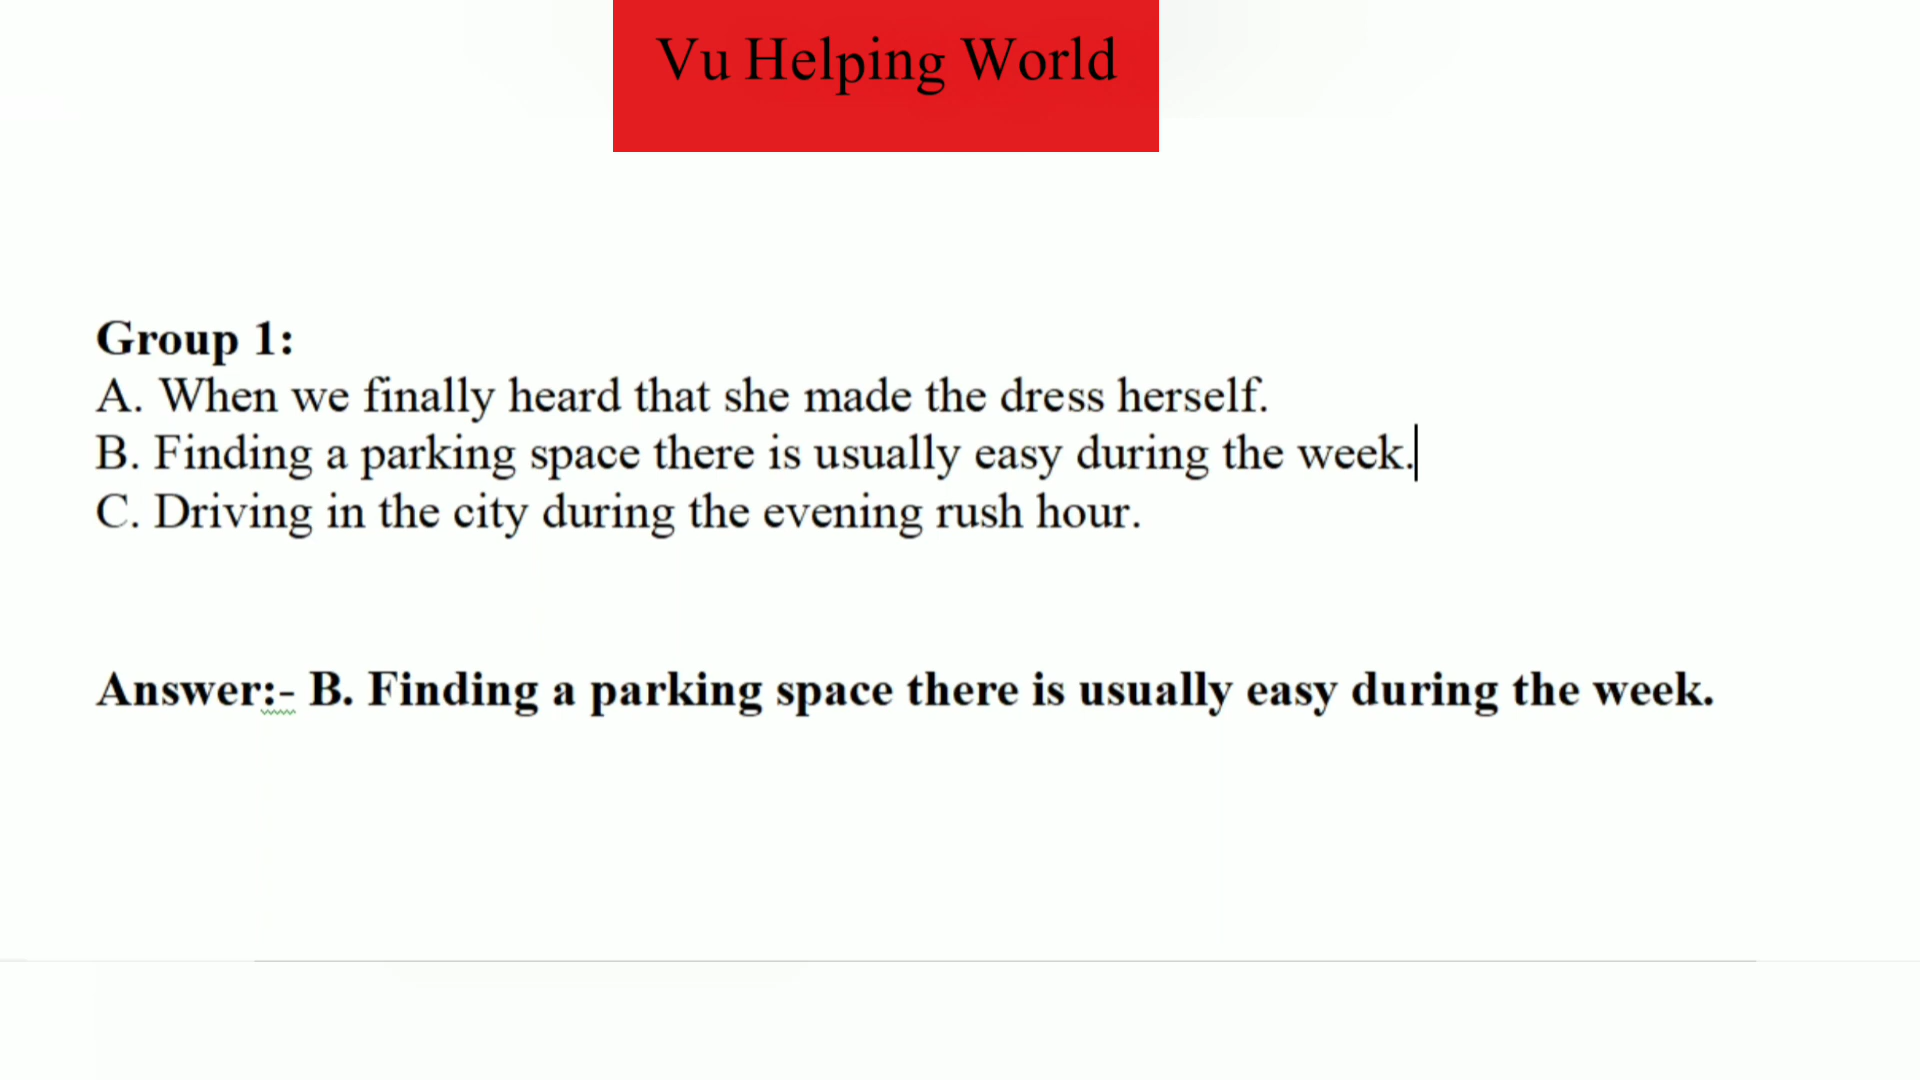 Vu Helping World
Group 1:
A. When we finally heard that she made the dress herself.
B. Finding a parking space there is usually easy during the week.
C. Driving in the city during the evening rush hour.
Answer:- B. Finding a parking space there is usually easy during the week.